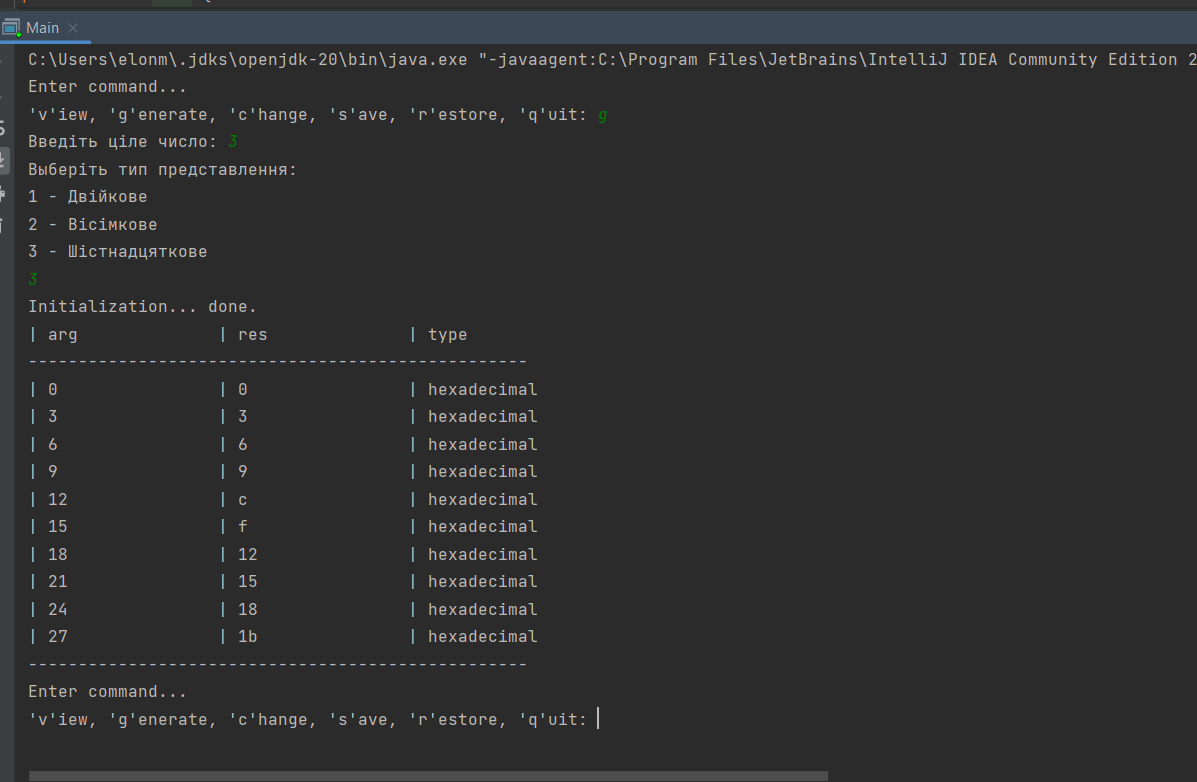 Main
C:\Users\elonm\.jdks\openjdk-20\bin\java.exe "-javaagent:C:\Program Files\JetBrains\IntelliJ IDEA Community Edition 2
Enter command...
'v'iew, 'g'enerate, 'c'hange, 's'ave, 'r'estore, 'q'uit: g
Введіть ціле число: 3
Выберіть тип представлення:
1 - Двійкове
2 - Вісімкове
3 - Шістнадцяткове
3
Initialization... done.
| arg | res | type
--------------------------------------------------
| 0 | 0 | hexadecimal
| 3 | 3 | hexadecimal
| 6 | 6 | hexadecimal
| 9 | 9 | hexadecimal
| 12 | c | hexadecimal
| 15 | f | hexadecimal
| 18 | 12 | hexadecimal
| 21 | 15 | hexadecimal
| 24 | 18 | hexadecimal
| 27 | 1b | hexadecimal
--------------------------------------------------
Enter command...
'v'iew, 'g'enerate, 'c'hange, 's'ave, 'r'estore, 'q'uit: